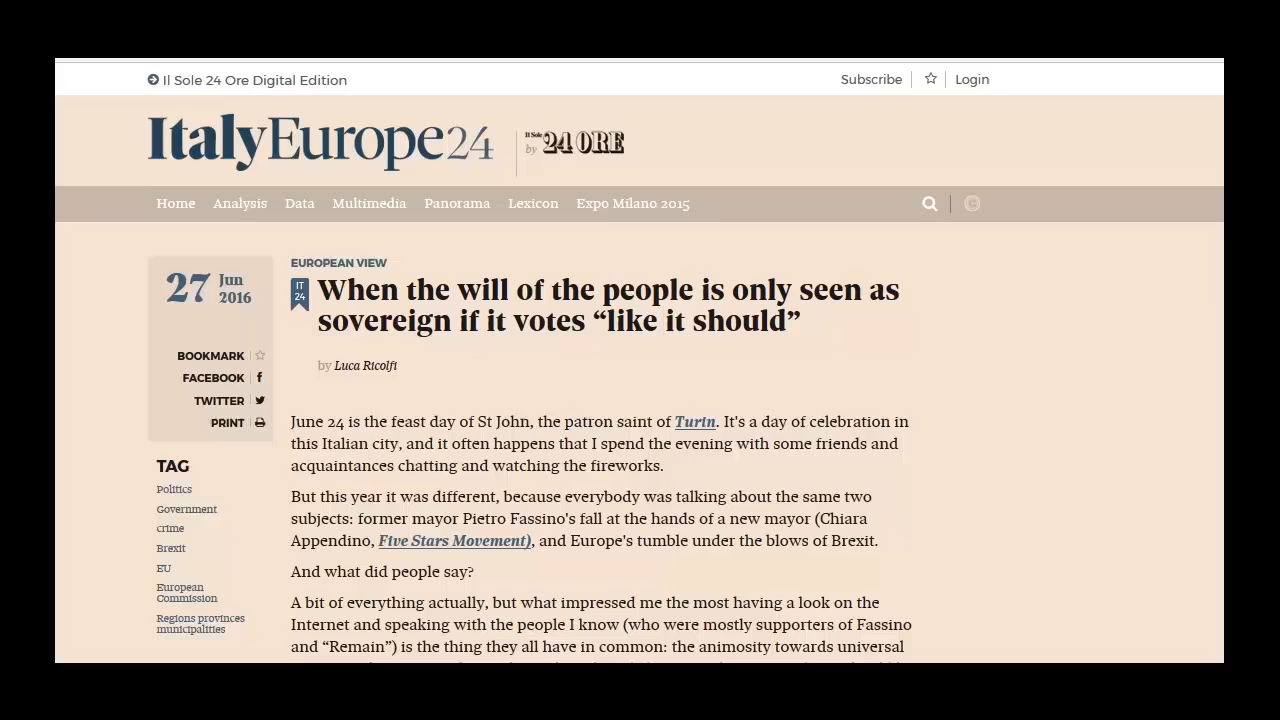 Il Sole 24 Ore Digital Edition
Subscribe
Login
ItalyEurope24
by Il Sole 24 ORE
Home Analysis Data Multimedia Panorama Lexicon Expo Milano 2015
27 Jun 2016
BOOKMARK
FACEBOOK
TWITTER
PRINT
TAG
Politics
Government
crime
Brexit
EU
European
Commission
Regions provinces
municipalities
EUROPEAN VIEW
IT
24
When the will of the people is only seen as
sovereign if it votes “like it should”
by Luca Ricolfi
June 24 is the feast day of St John, the patron saint of Turin. It's a day of celebration in
this Italian city, and it often happens that I spend the evening with some friends and
acquaintances chatting and watching the fireworks.
But this year it was different, because everybody was talking about the same two
subjects: former mayor Pietro Fassino's fall at the hands of a new mayor (Chiara
Appendino, Five Stars Movement), and Europe's tumble under the blows of Brexit.
And what did people say?
A bit of everything actually, but what impressed me the most having a look on the
Internet and speaking with the people I know (who were mostly supporters of Fassino
and “Remain”) is the thing they all have in common: the animosity towards universal